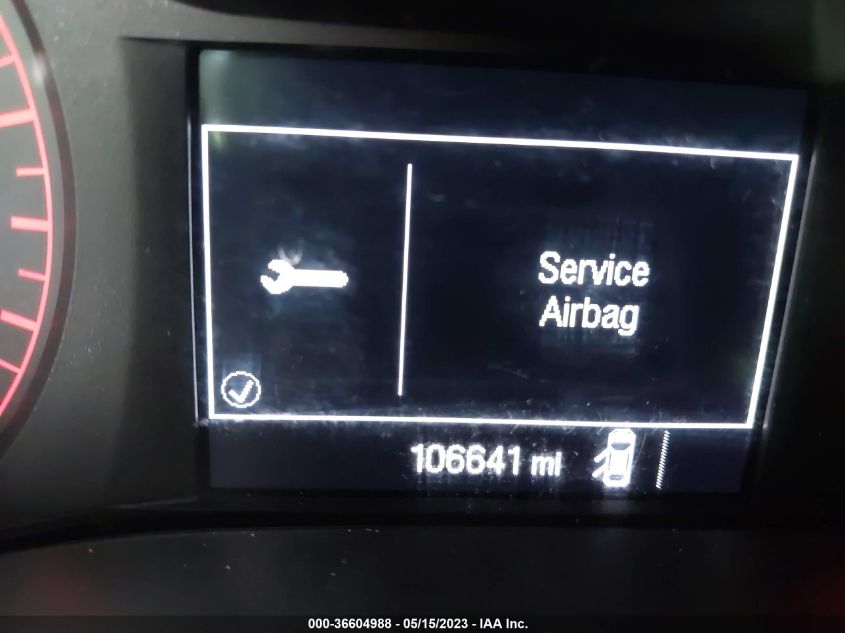 Service
Airbag
106641 mi
000-36604988 - 05/15/2023 - IAA Inc.